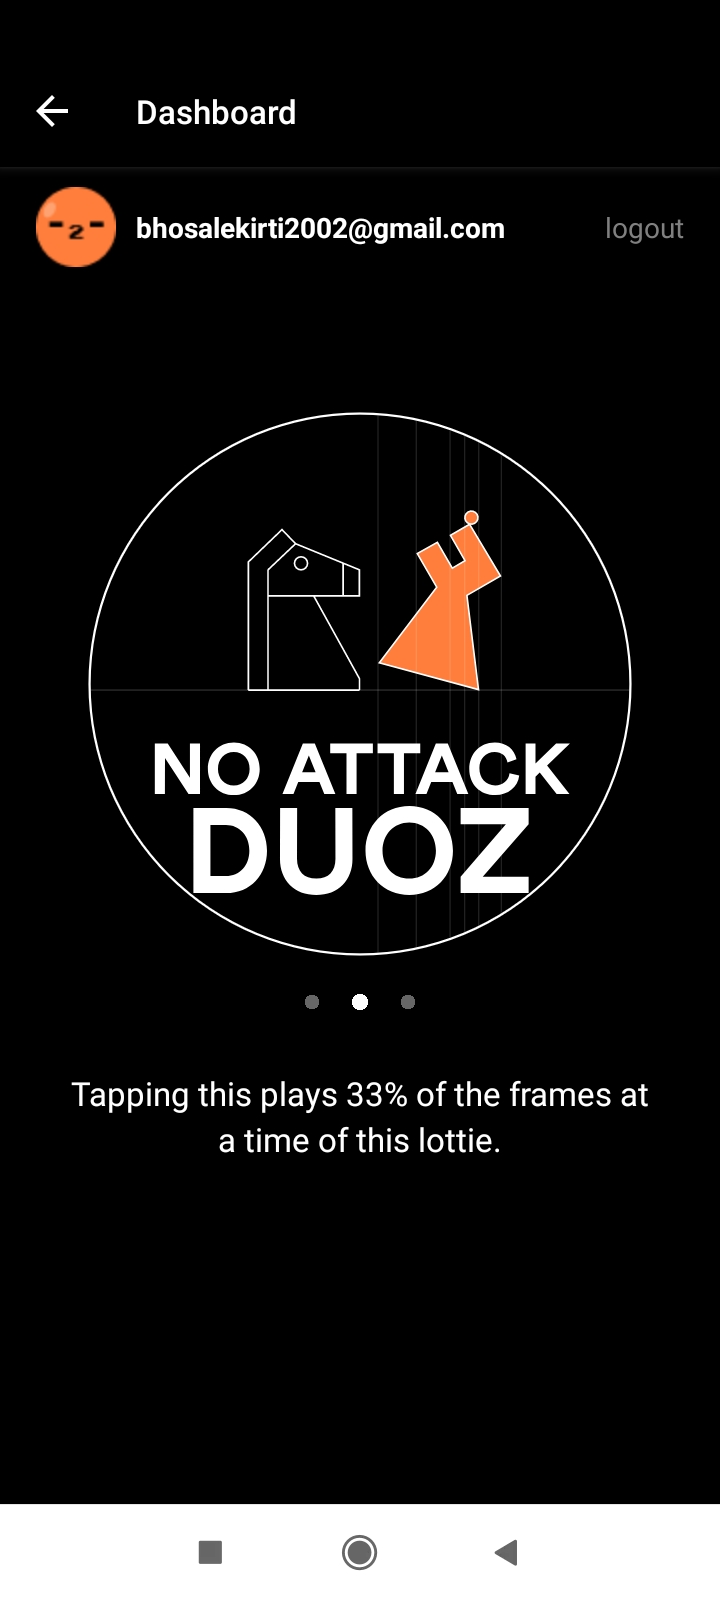 Dashboard
bhosalekirti2002@gmail.com
logout
NO ATTACK
DUOZ
Tapping this plays 33% of the frames at
a time of this lottie.